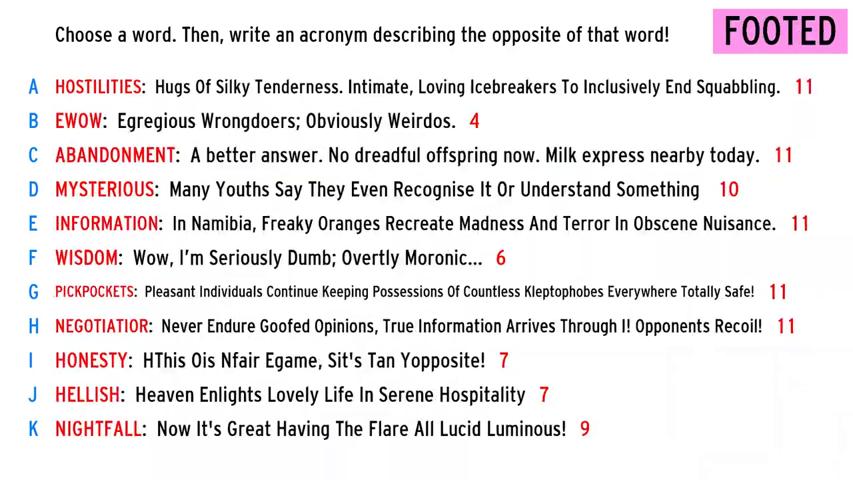 Choose a word. Then, write an acronym describing the opposite of that word!
FOOTED
A HOSTILITIES: Hugs Of Silky Tenderness. Intimate, Loving Icebreakers To Inclusively End Squabbling. 11
B EWOW: Egregious Wrongdoers; Obviously Weirdos. 4
C ABANDONMENT: A better answer. No dreadful offspring now. Milk express nearby today. 11
D MYSTERIOUS: Many Youths Say They Even Recognise It Or Understand Something 10
E INFORMATION: In Namibia, Freaky Oranges Recreate Madness And Terror In Obscene Nuisance. 11
F WISDOM: Wow, I'm Seriously Dumb; Overtly Moronic... 6
G PICKPOCKETS: Pleasant Individuals Continue Keeping Possessions Of Countless Kleptophobes Everywhere Totally Safe! 11
H NEGOTIATIOR: Never Endure Goofed Opinions, True Information Arrives Through I! Opponents Recoil! 11
I HONESTY: HThis Ois Nfair Egame, Sit's Tan Yopposite! 7
J HELLISH: Heaven Enlights Lovely Life In Serene Hospitality 7
K NIGHTFALL: Now It's Great Having The Flare All Lucid Luminous! 9